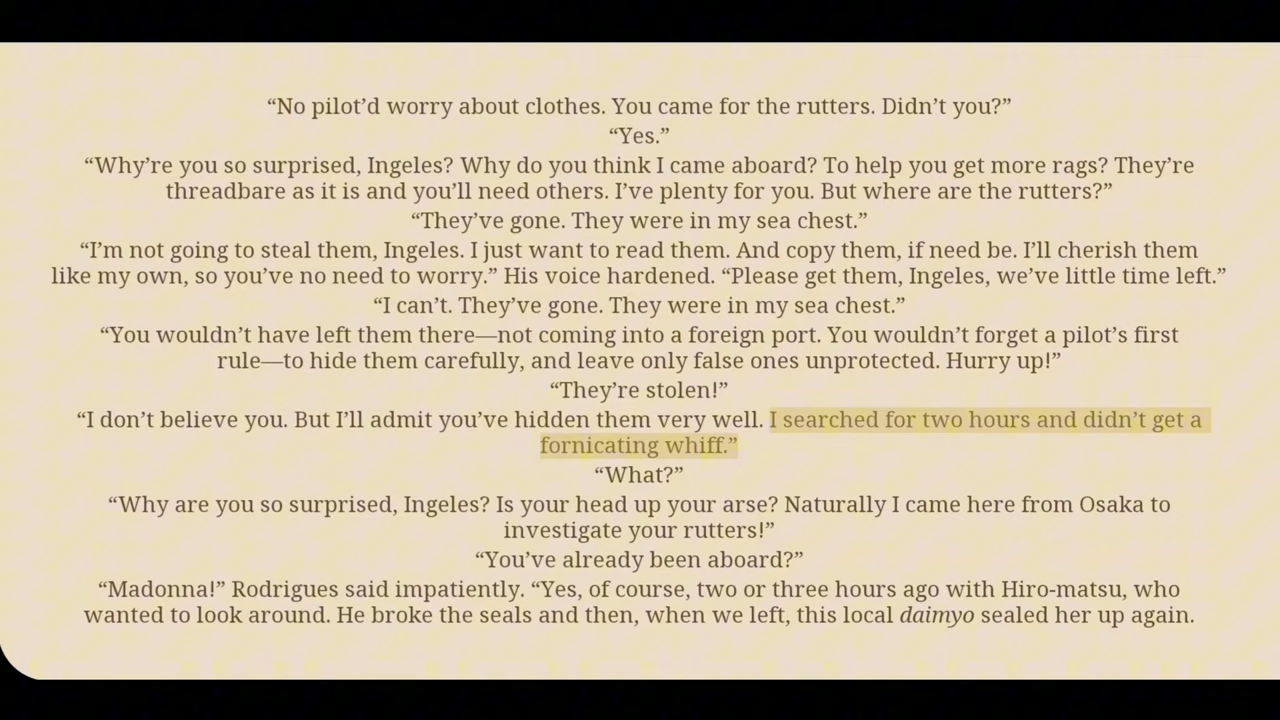 “No pilot’d worry about clothes. You came for the rutters. Didn’t you?”
“Yes.”
“Why’re you so surprised, Ingeles? Why do you think I came aboard? To help you get more rags? They’re
threadbare as it is and you’ll need others. I’ve plenty for you. But where are the rutters?”
“They’ve gone. They were in my sea chest.”
“I’m not going to steal them, Ingeles. I just want to read them. And copy them, if need be. I’ll cherish them
like my own, so you’ve no need to worry.” His voice hardened. “Please get them, Ingeles, we’ve little time left.”
“I can’t. They’ve gone. They were in my sea chest.”
“You wouldn’t have left them there—not coming into a foreign port. You wouldn’t forget a pilot’s first
rule—to hide them carefully, and leave only false ones unprotected. Hurry up!”
“They’re stolen!”
“I don’t believe you. But I’ll admit you’ve hidden them very well. I searched for two hours and didn’t get a
fornicating whiff.”
“What?”
“Why are you so surprised, Ingeles? Is your head up your arse? Naturally I came here from Osaka to
investigate your rutters!”
“You’ve already been aboard?”
“Madonna!” Rodrigues said impatiently. “Yes, of course, two or three hours ago with Hiro-matsu, who
wanted to look around. He broke the seals and then, when we left, this local daimyo sealed her up again.